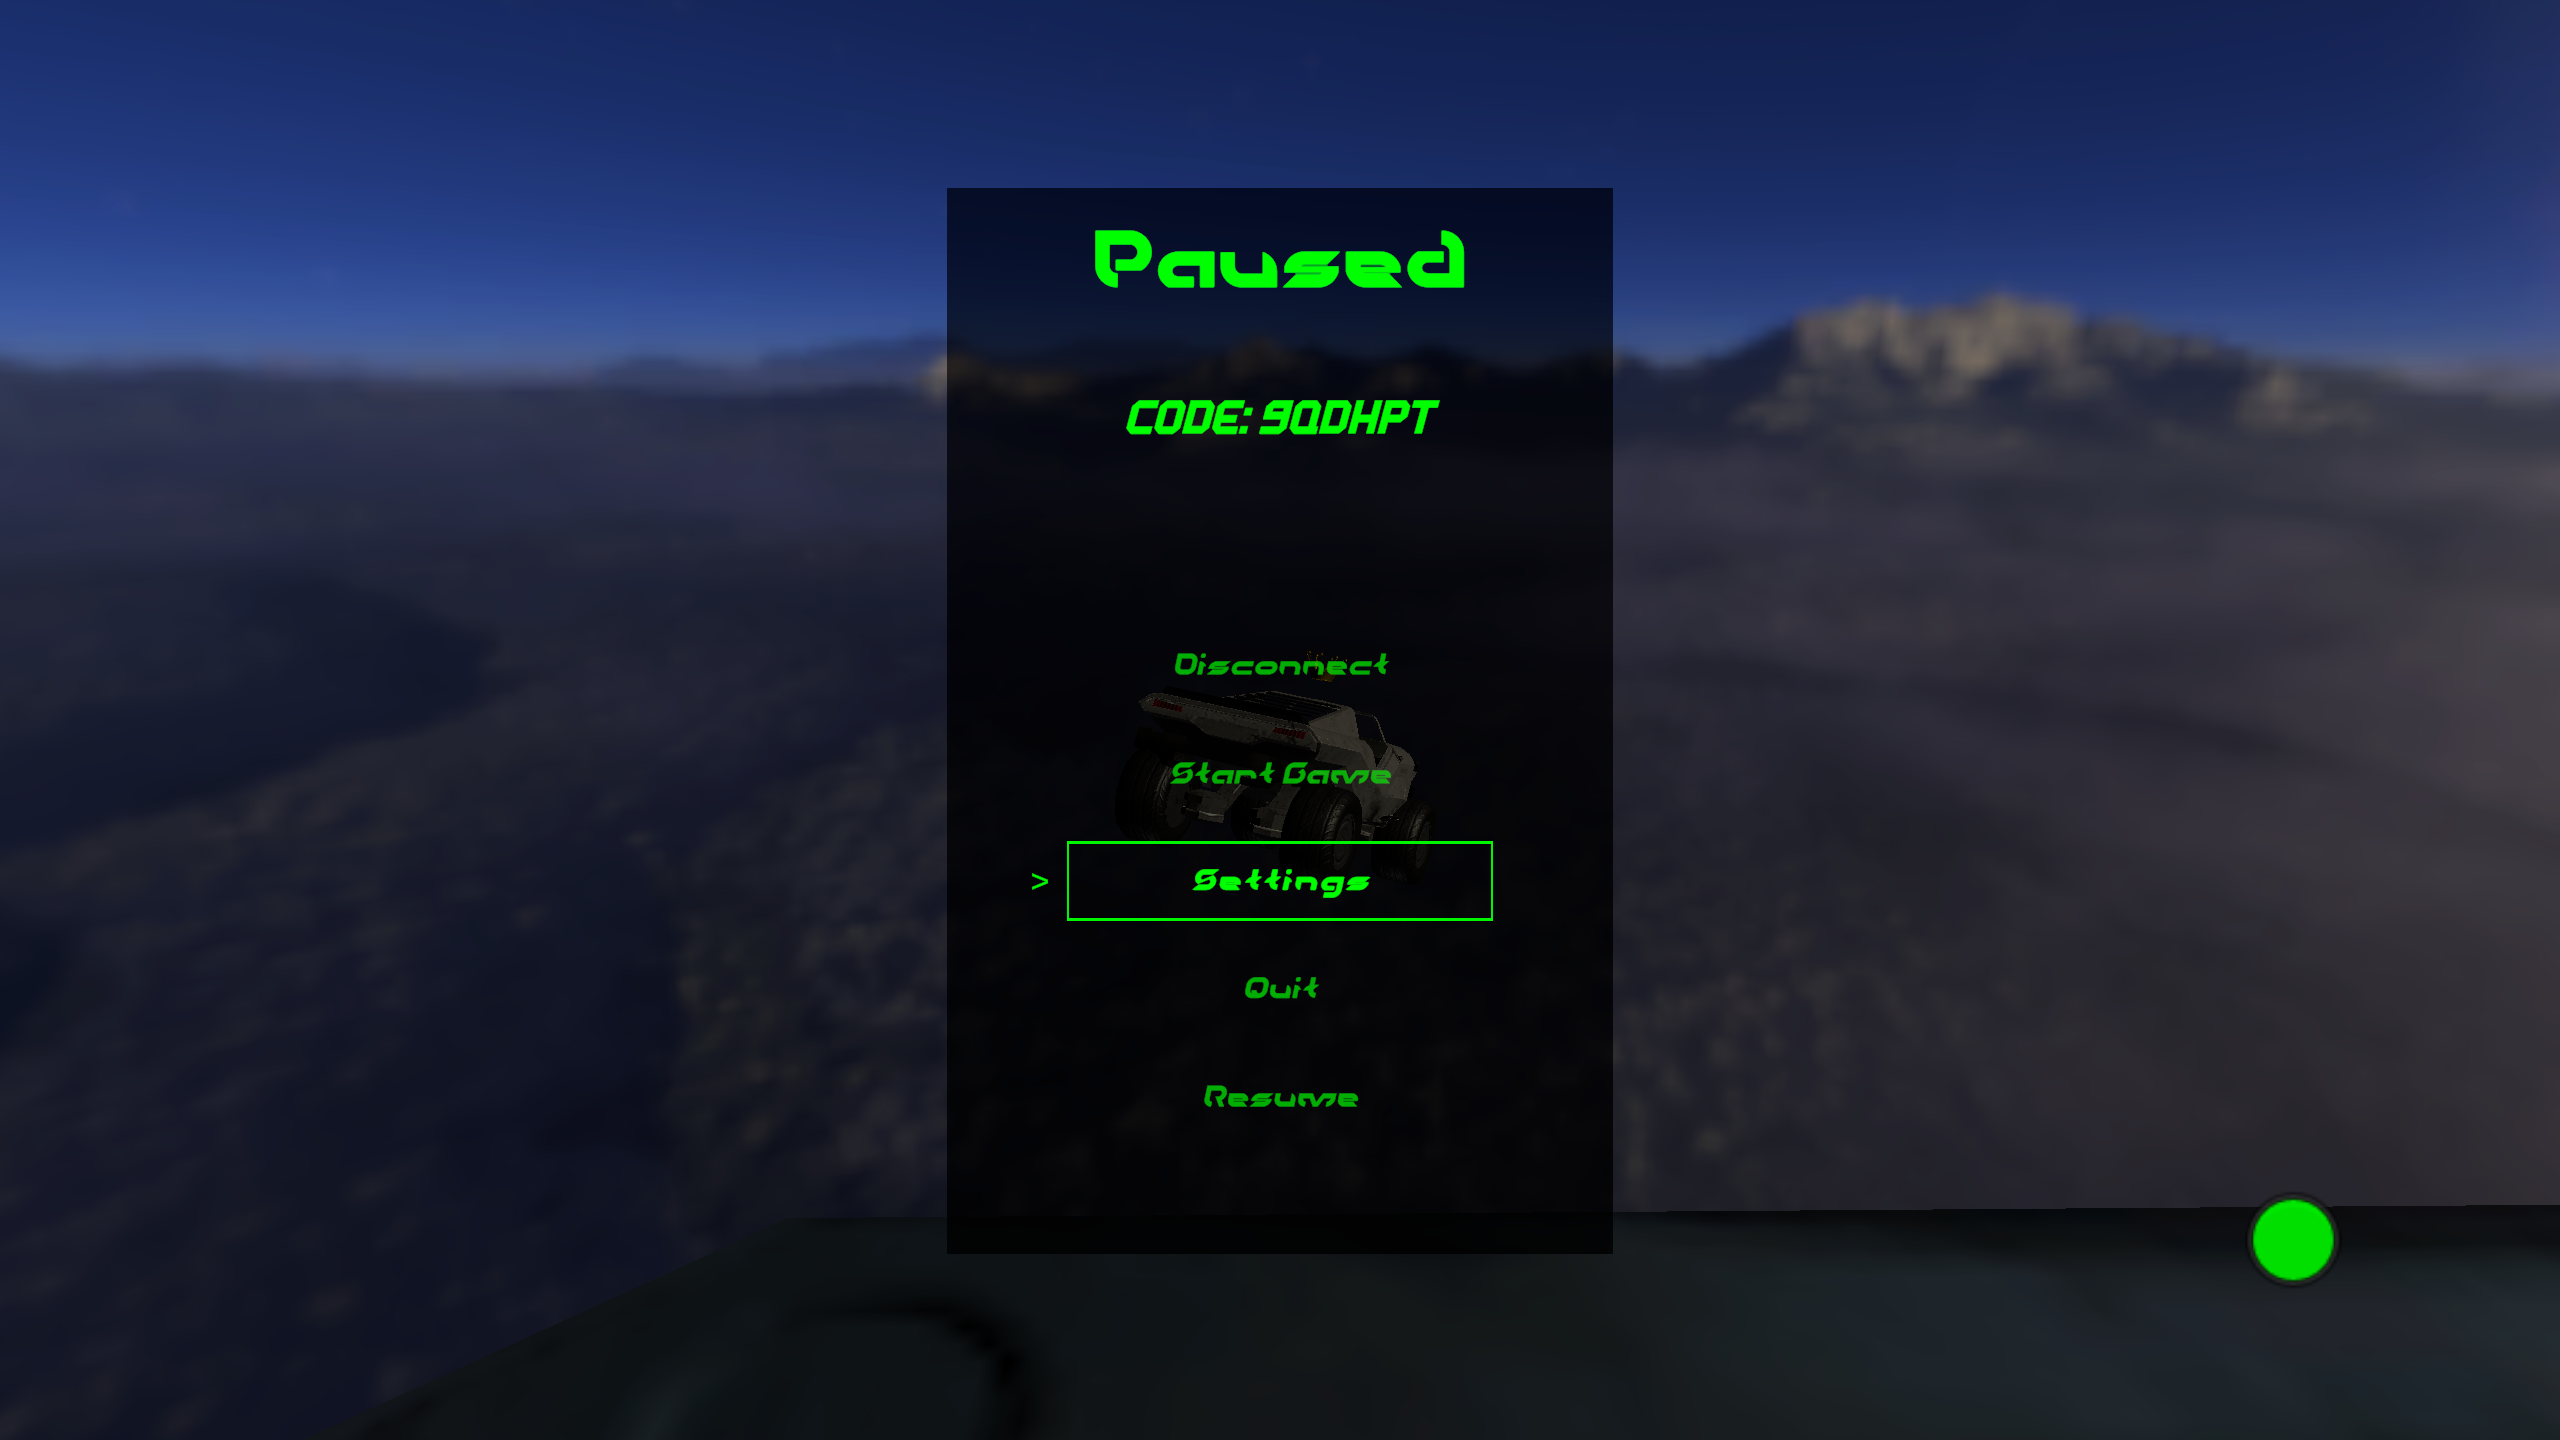 Paused
CODE: 9QDHPT
Disconnect
Start Game
> Settings
Quit
Resume